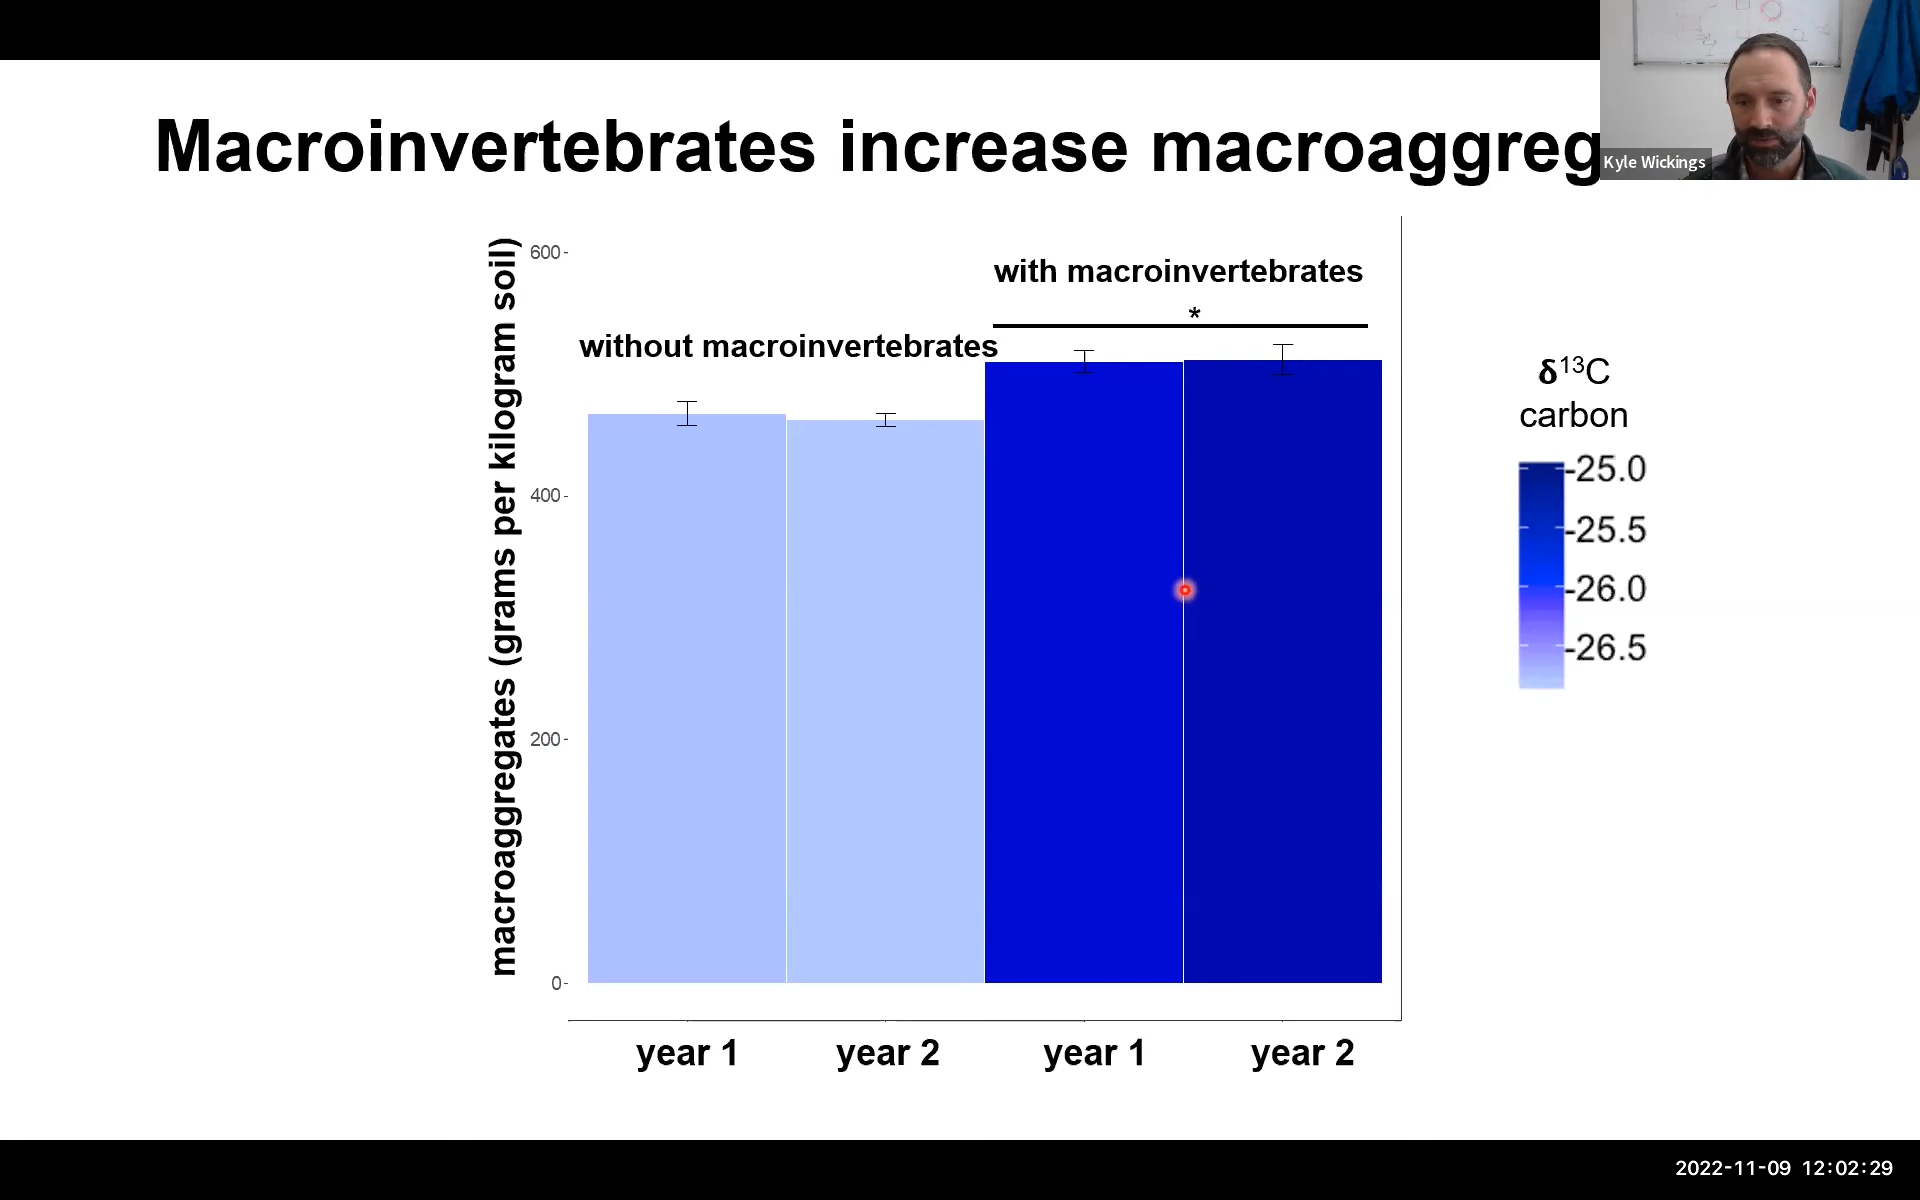 Macroinvertebrates increase macroaggreg
Kyle Wickings
macroaggregates (grams per kilogram soil)
600
400
200
0
without macroinvertebrates
with macroinvertebrates
*
δ¹³C
carbon
-25.0
-25.5
-26.0
-26.5
year 1
year 2
year 1
year 2
2022-11-09 12:02:29